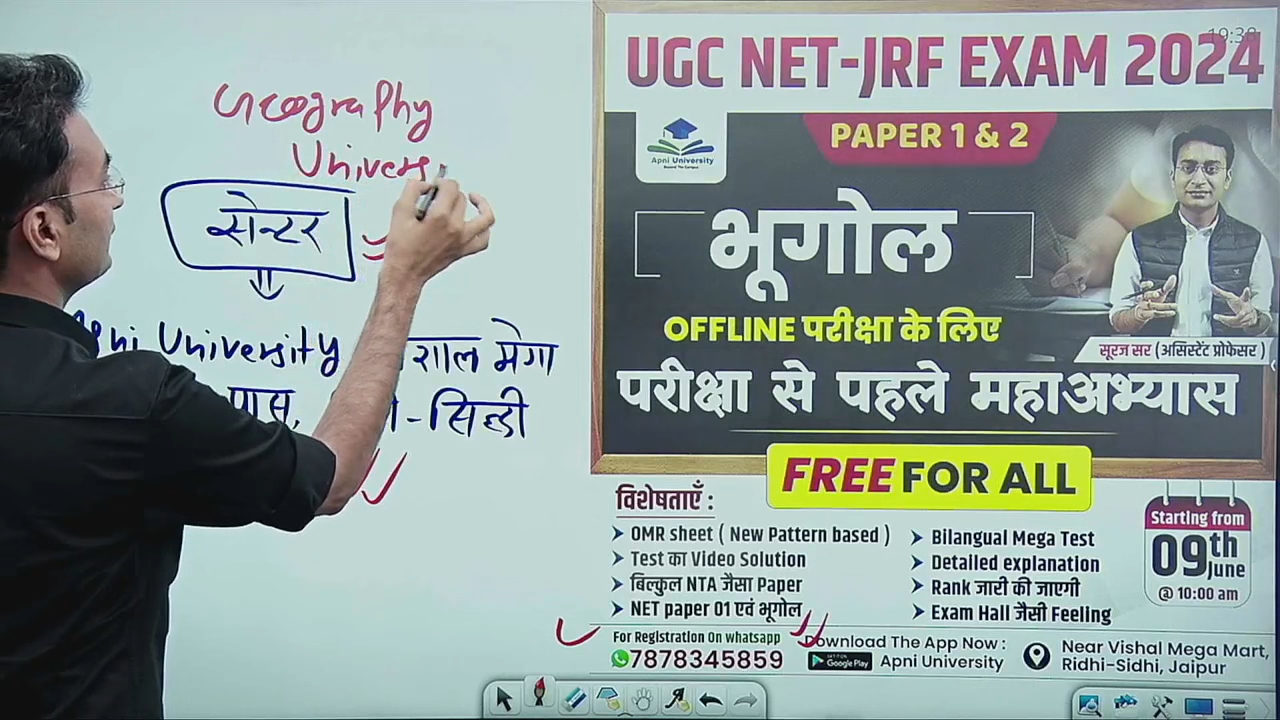 Geography
Univers
सेन्टर
University
शाल मेगा
पास,
-सिद्धी
19:38
UGC NET-JRF EXAM 2024
Apni University
PAPER 1 & 2
भूगोल
OFFLINE परीक्षा के लिए
सूरज सर (असिस्टेंट प्रोफेसर)
परीक्षा से पहले महाअभ्यास
FREE FOR ALL
विशेषताएँ :
OMR sheet ( New Pattern based )
Test का Video Solution
बिल्कुल NTA जैसा Paper
NET paper 01 एवं भूगोल
Bilangual Mega Test
Detailed explanation
Rank जारी की जाएगी
Exam Hall जैसी Feeling
Starting from
09th
June
@ 10:00 am
For Registration On whatsapp
7878345859
Download The App Now :
Google Play Apni University
Near Vishal Mega Mart,
Ridhi-Sidhi, Jaipur